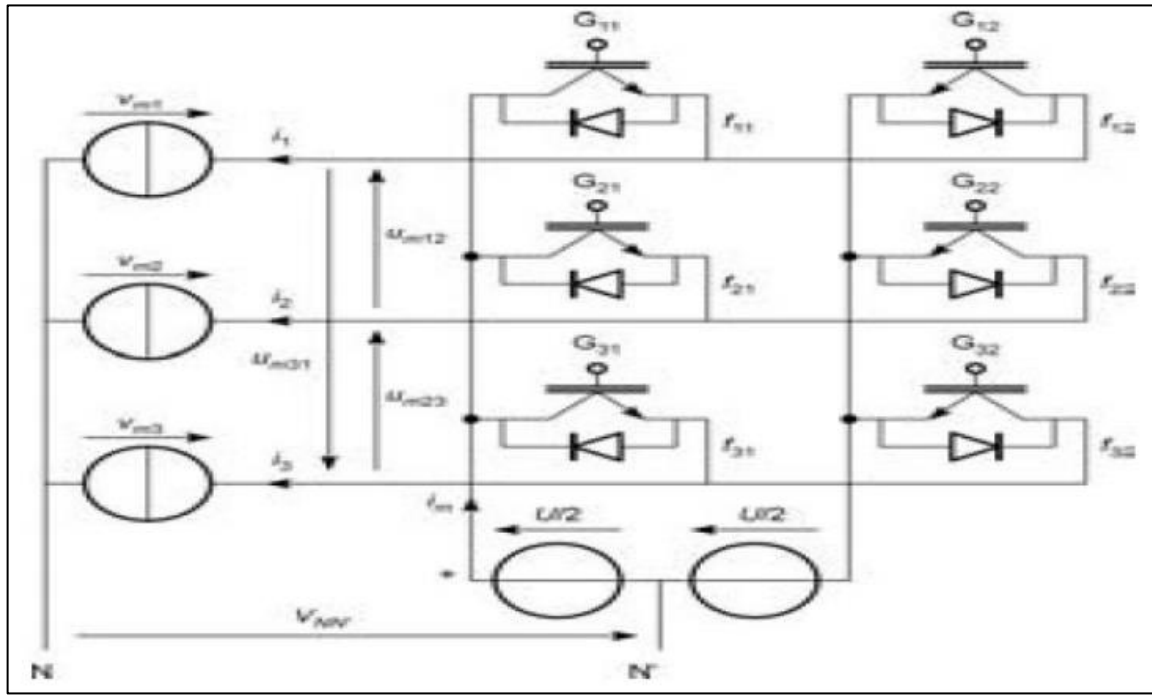 G₁₁ G₁₂
vₘ₁ i₁ f₁₁ f₁₂
G₂₁ G₂₂
uₘ₁₂
vₘ₂ i₂ f₂₁ f₂₂
uₘ₃₁ G₃₁ G₃₂
uₘ₂₃
vₘ₃ i₃ f₃₁ f₃₂
iₘ U/2 U/2
+
N N'